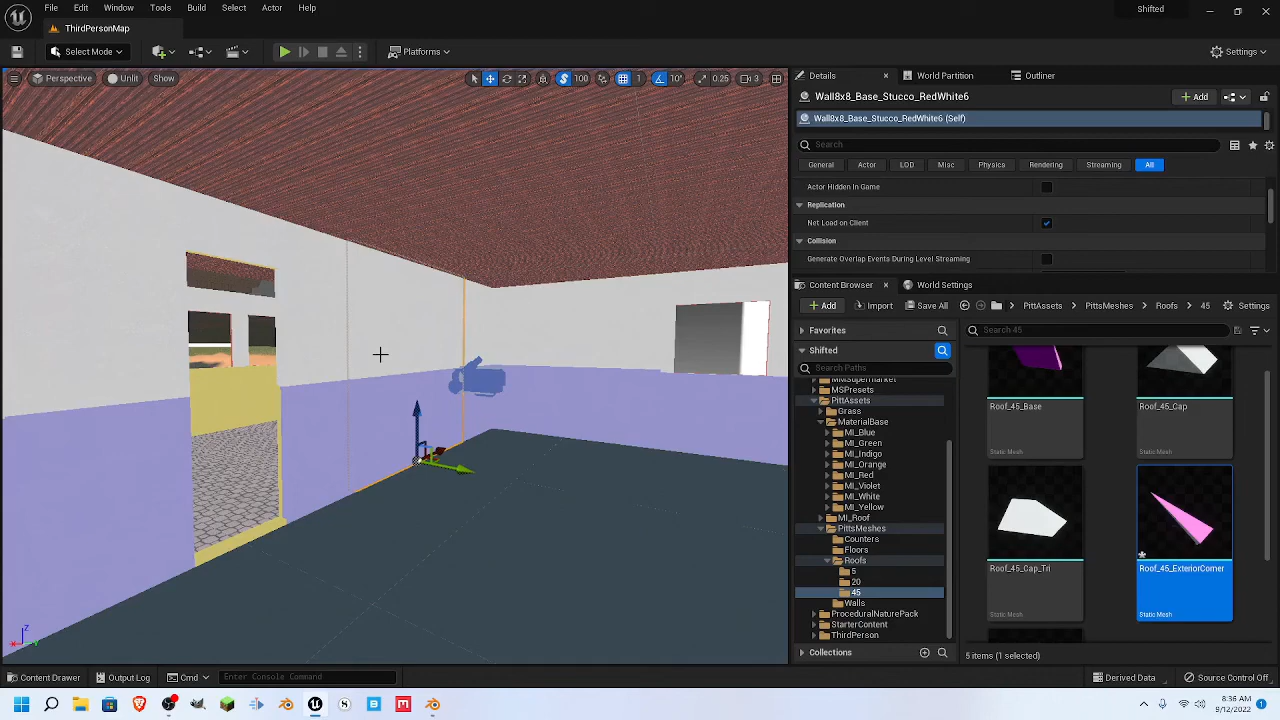 File Edit Window Tools Build Select Actor Help
Shifted
ThirdPersonMap
Select Mode
Platforms
Settings
Perspective Unlit Show
100 1 10° 0.25 3
Details World Partition Outliner
Wall8x8_Base_Stucco_RedWhite6
Add
Wall8x8_Base_Stucco_RedWhite6 (Self)
Search
General Actor LOD Misc Physics Rendering Streaming All
Actor Hidden In Game
Replication
Net Load on Client
Collision
Generate Overlap Events During Level Streaming
Content Browser World Settings
Add Import Save All PittAssets PittsMeshes Roofs 45 Settings
Favorites
Search 45
Shifted
Search Paths
MMSupermarket
MSPresets
PittAssets
Grass
MaterialBase
MI_Blue
MI_Green
MI_Indigo
MI_Orange
MI_Red
MI_Violet
MI_White
MI_Yellow
MI_Roof
PittsMeshes
Counters
Floors
Roofs
5
20
45
Walls
ProceduralNaturePack
StarterContent
ThirdPerson
Collections
Roof_45_Base
Static Mesh
Roof_45_Cap
Static Mesh
Roof_45_Cap_Tri
Static Mesh
Roof_45_ExteriorCorner
Static Mesh
5 items (1 selected)
Z
X Y
Content Drawer Output Log Cmd Enter Console Command
Source Control Off
8:36 PM
9/12/2022